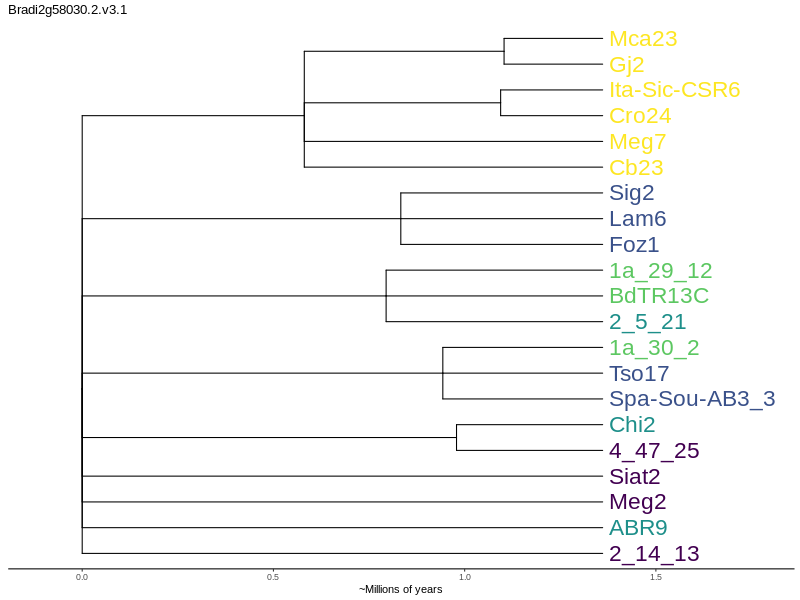 Bradi2g58030.2.v3.1
Mca23
Gj2
Ita-Sic-CSR6
Cro24
Meg7
Cb23
Sig2
Lam6
Foz1
1a_29_12
BdTR13C
2_5_21
1a_30_2
Tso17
Spa-Sou-AB3_3
Chi2
4_47_25
Siat2
Meg2
ABR9
2_14_13
0.0 0.5 1.0 1.5
~Millions of years